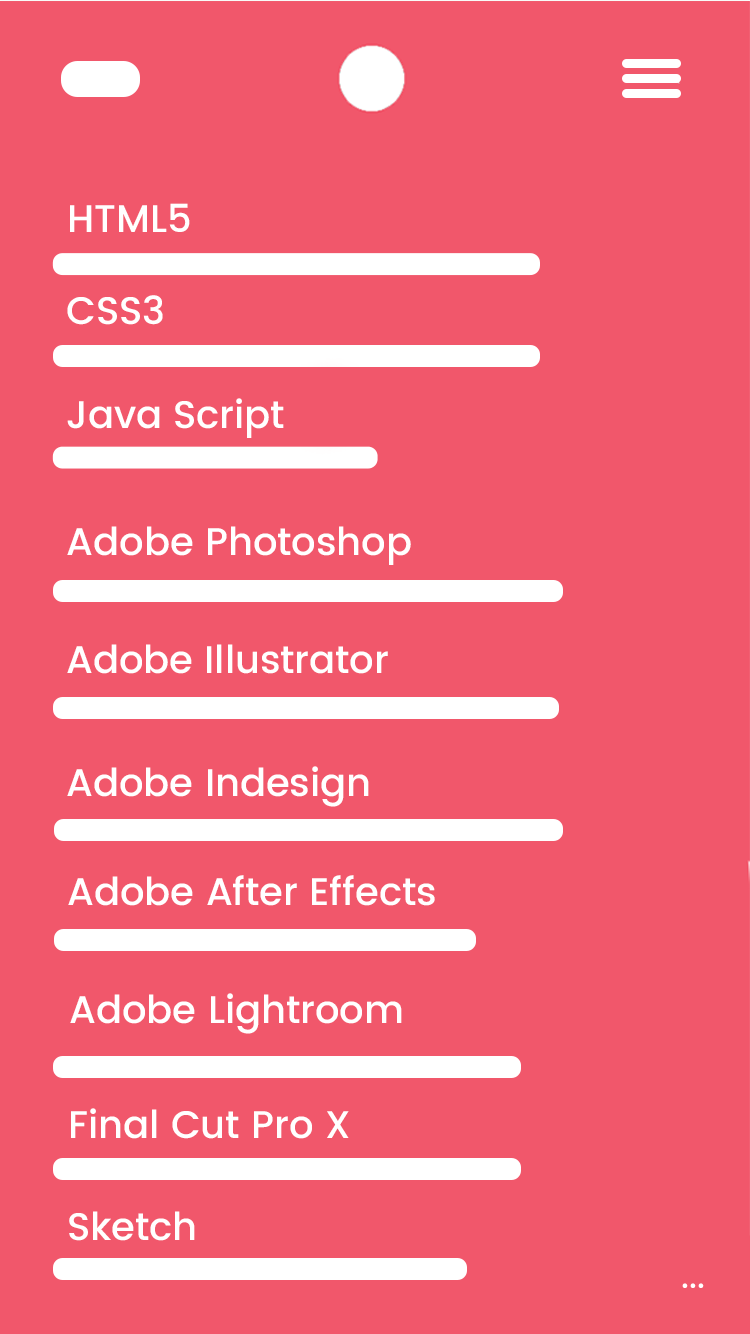 HTML5
CSS3
Java Script
Adobe Photoshop
Adobe Illustrator
Adobe Indesign
Adobe After Effects
Adobe Lightroom
Final Cut Pro X
Sketch
...